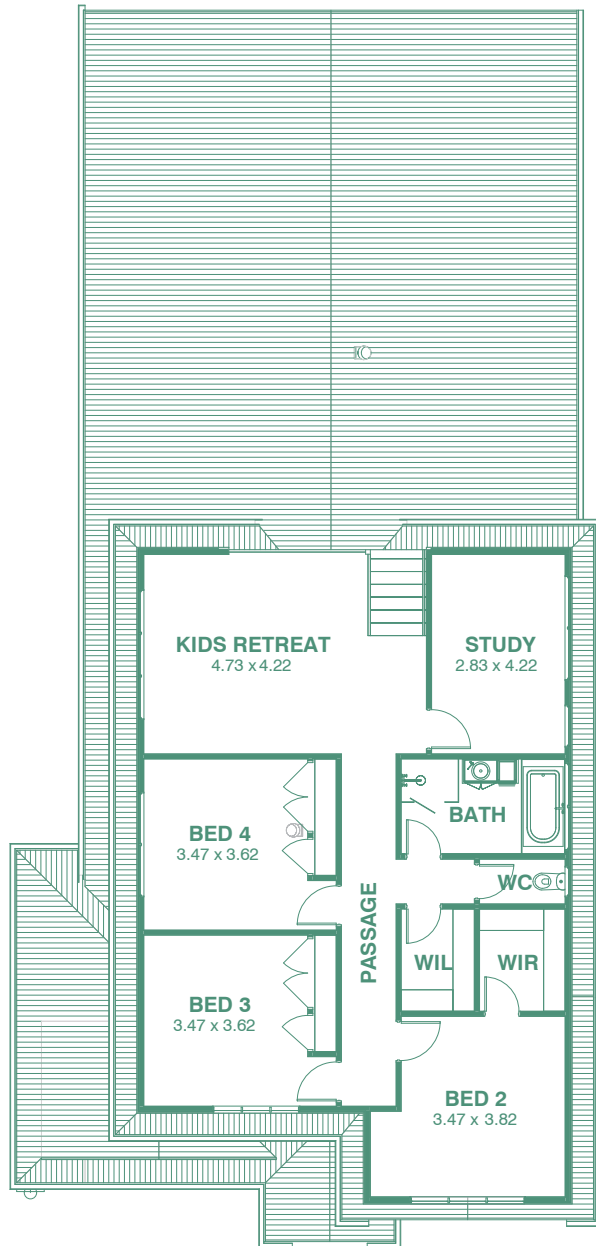 KIDS RETREAT
4.73 x 4.22
STUDY
2.83 x 4.22
BATH
BED 4
3.47 x 3.62
WC
PASSAGE
WIL
WIR
BED 3
3.47 x 3.62
BED 2
3.47 x 3.82